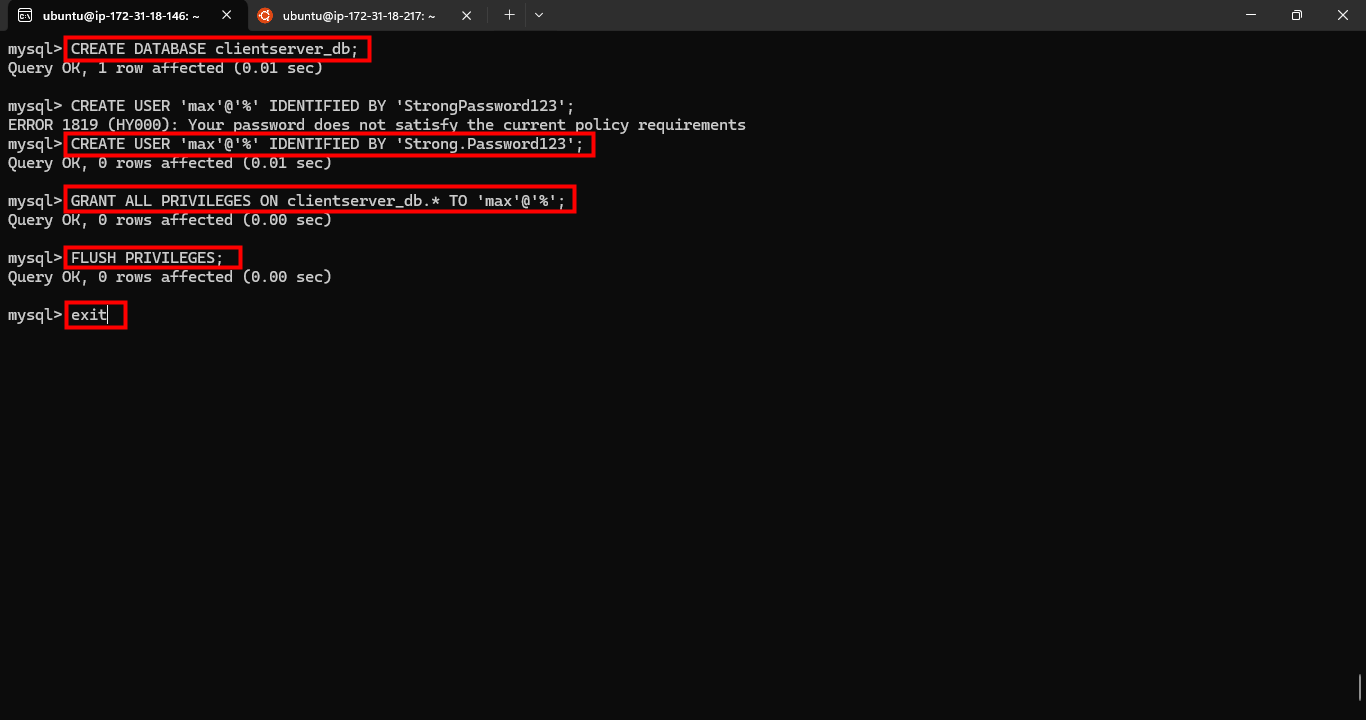 ubuntu@ip-172-31-18-146: ~
ubuntu@ip-172-31-18-217: ~
mysql> CREATE DATABASE clientserver_db;
Query OK, 1 row affected (0.01 sec)
mysql> CREATE USER 'max'@'%' IDENTIFIED BY 'StrongPassword123';
ERROR 1819 (HY000): Your password does not satisfy the current policy requirements
mysql> CREATE USER 'max'@'%' IDENTIFIED BY 'Strong.Password123';
Query OK, 0 rows affected (0.01 sec)
mysql> GRANT ALL PRIVILEGES ON clientserver_db.* TO 'max'@'%';
Query OK, 0 rows affected (0.00 sec)
mysql> FLUSH PRIVILEGES;
Query OK, 0 rows affected (0.00 sec)
mysql> exit